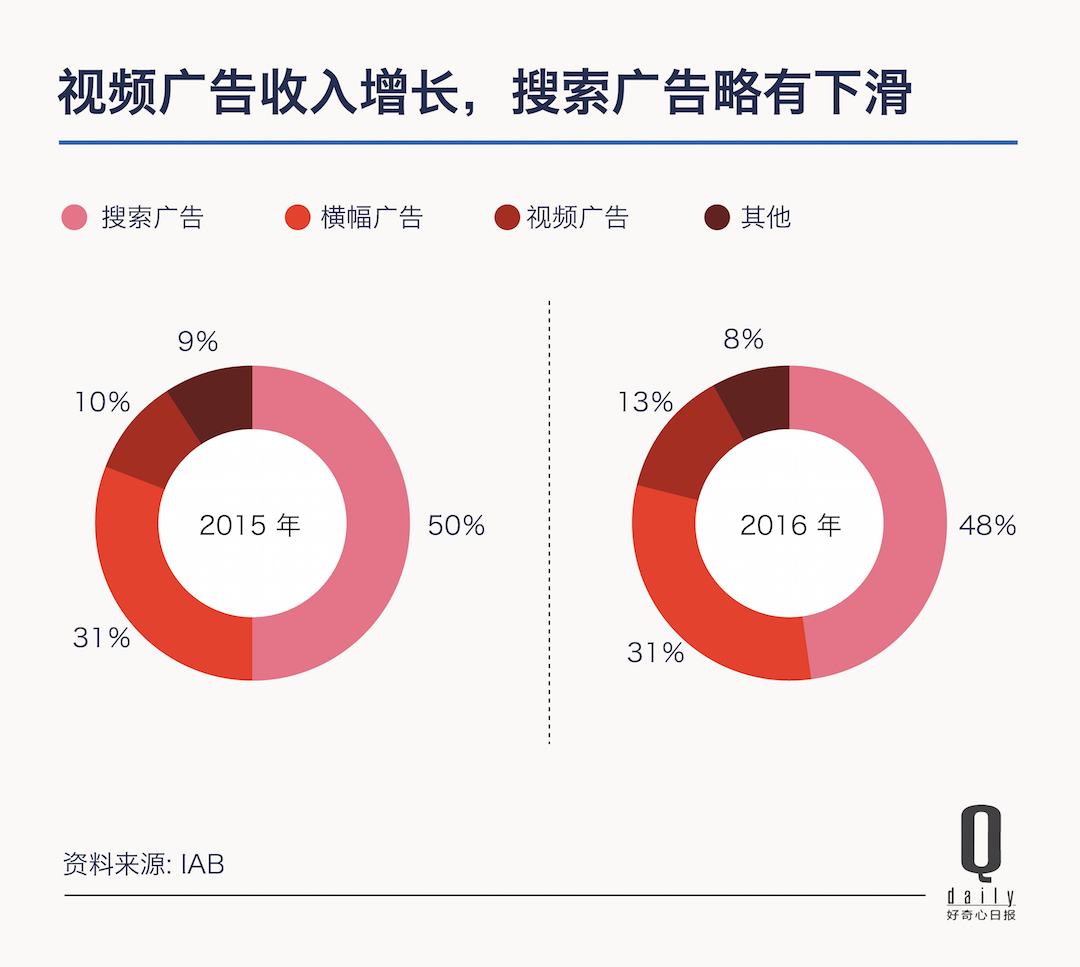 视频广告收入增长，搜索广告略有下滑
搜索广告 横幅广告 视频广告 其他
9%
10%
2015 年
50%
31%
8%
13%
2016 年
48%
31%
资料来源: IAB
Q
daily
好奇心日报